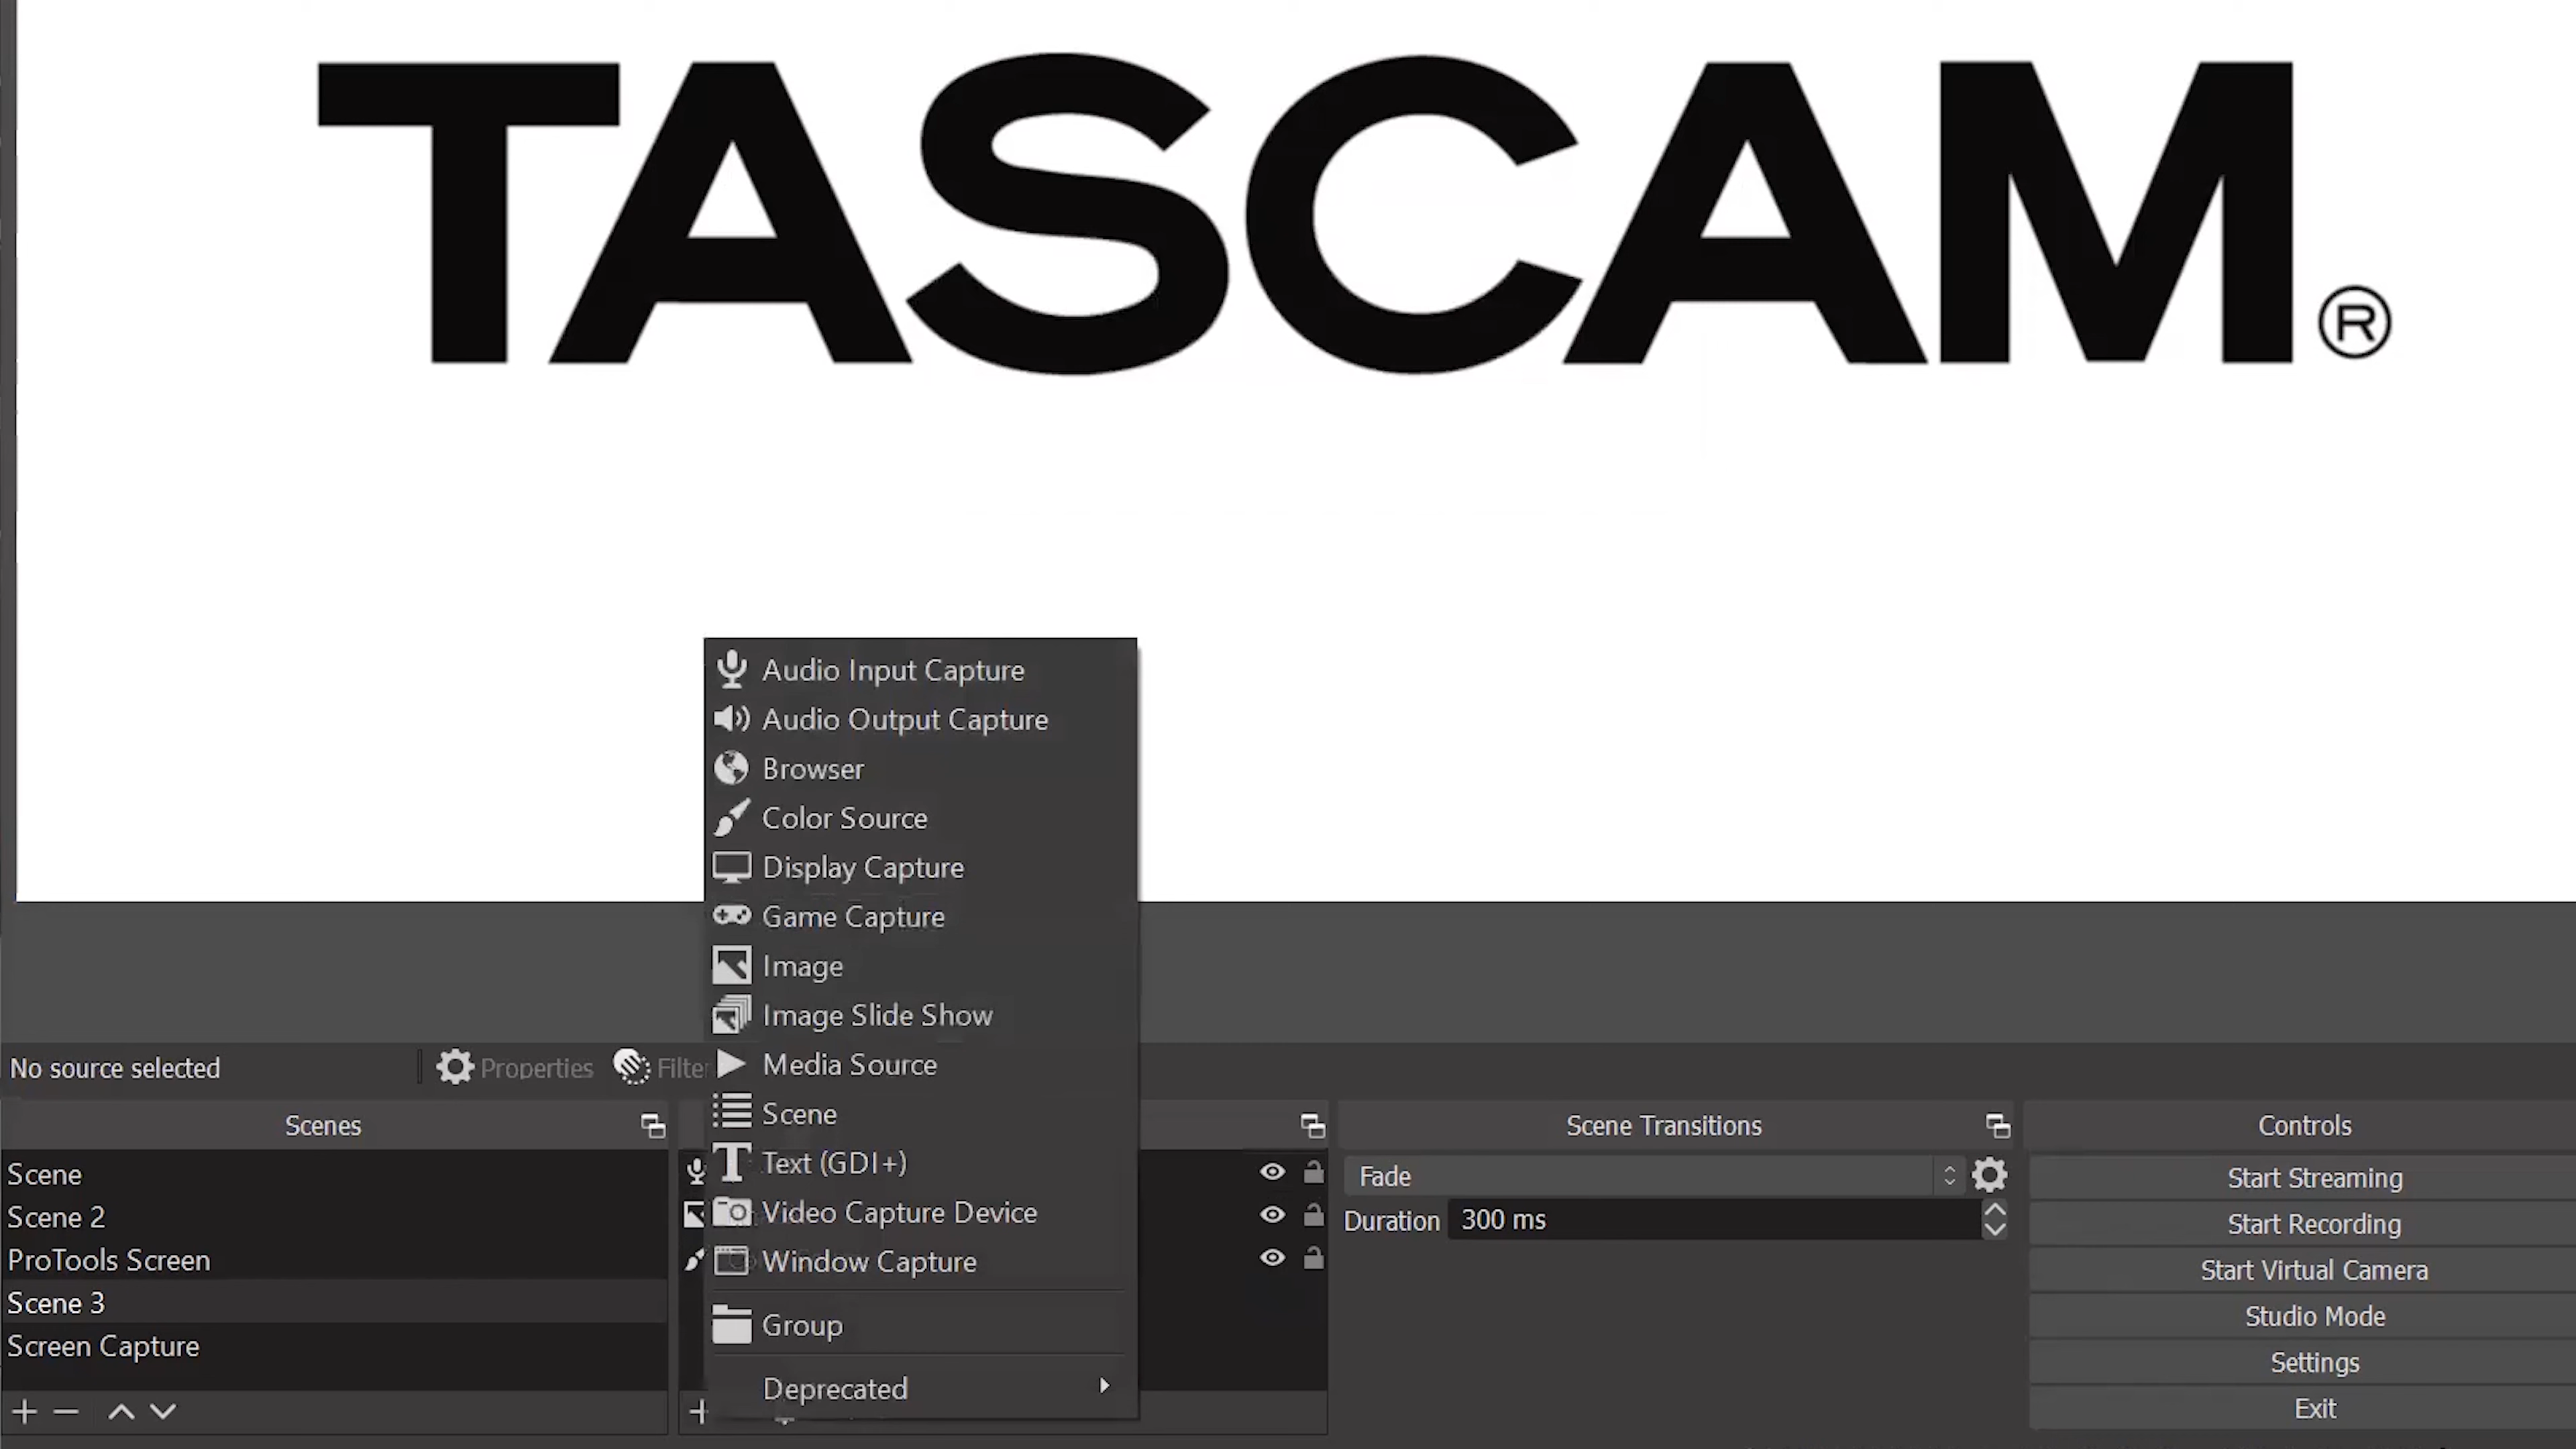 TASCAM®
Audio Input Capture
Audio Output Capture
Browser
Color Source
Display Capture
Game Capture
Image
Image Slide Show
Media Source
Scene
Text (GDI+)
Video Capture Device
Window Capture
Group
Deprecated
No source selected
Properties
Filter
Scenes
Scene
Scene 2
ProTools Screen
Scene 3
Screen Capture
Scene Transitions
Fade
Duration 300 ms
Controls
Start Streaming
Start Recording
Start Virtual Camera
Studio Mode
Settings
Exit